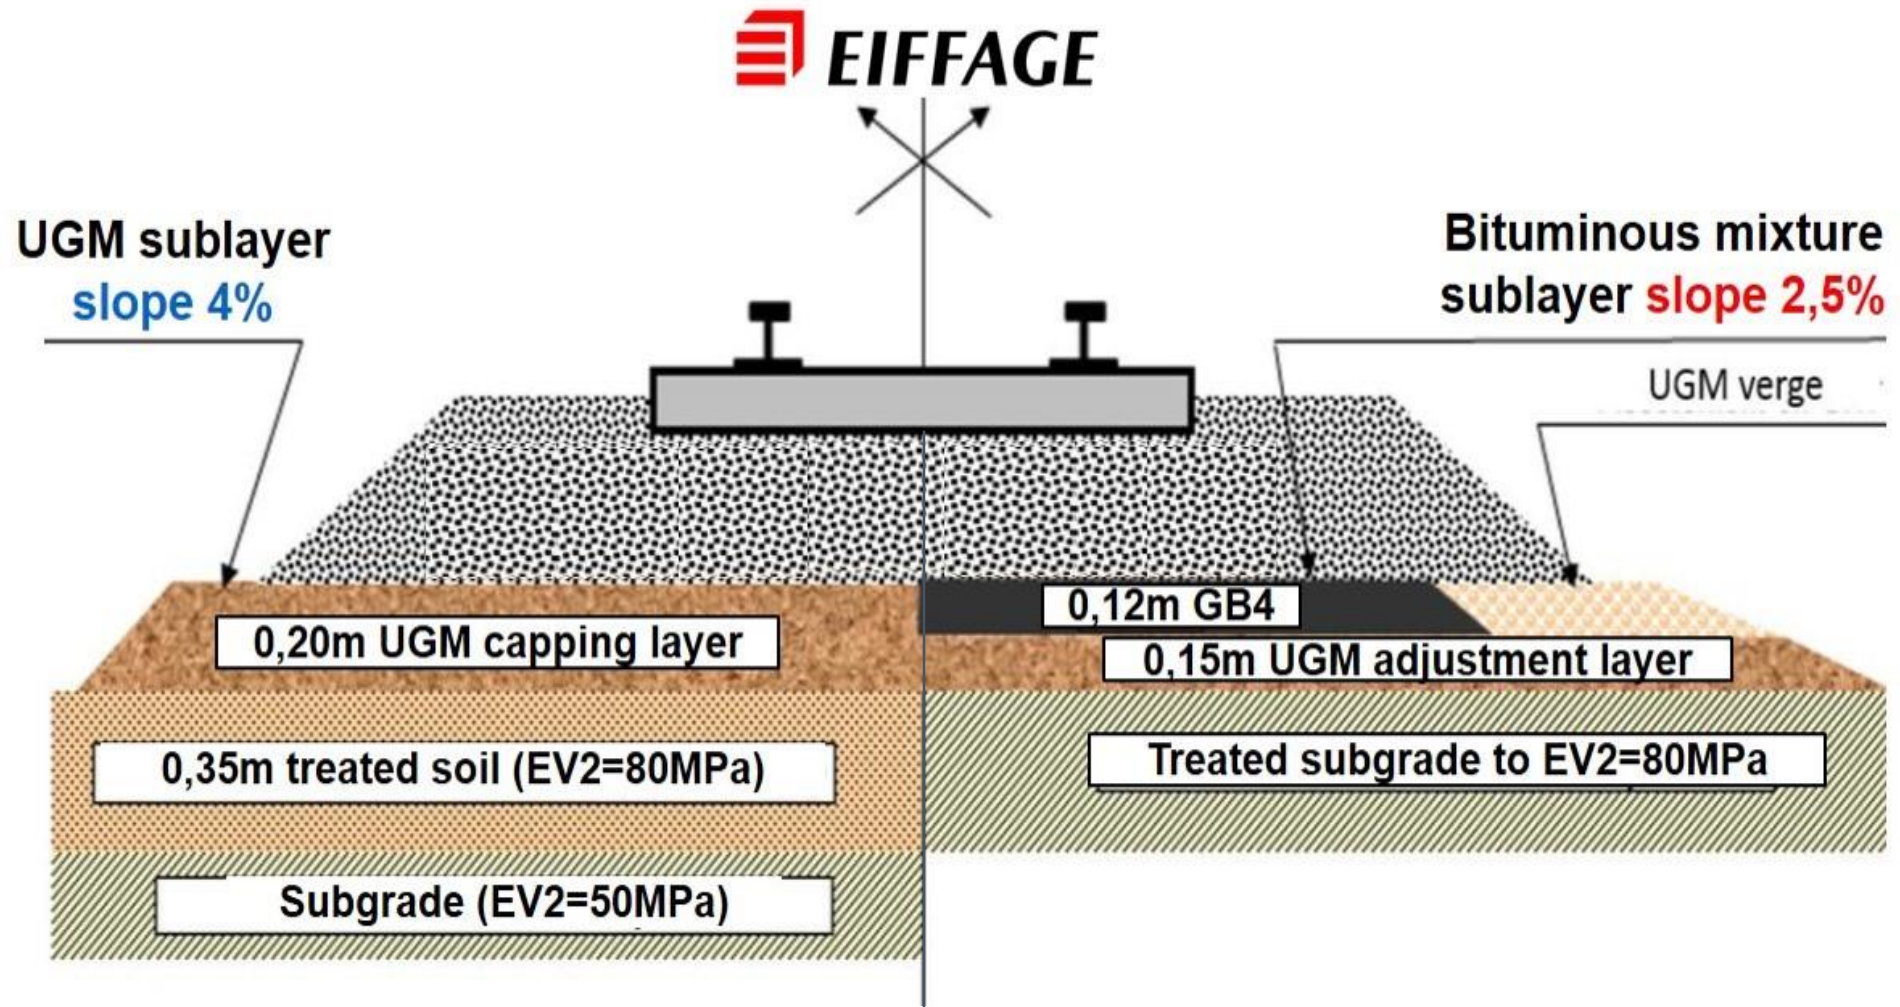 EIFFAGE
UGM sublayer
slope 4%
Bituminous mixture
sublayer slope 2,5%
UGM verge
0,12m GB4
0,20m UGM capping layer
0,15m UGM adjustment layer
0,35m treated soil (EV2=80MPa)
Treated subgrade to EV2=80MPa
Subgrade (EV2=50MPa)